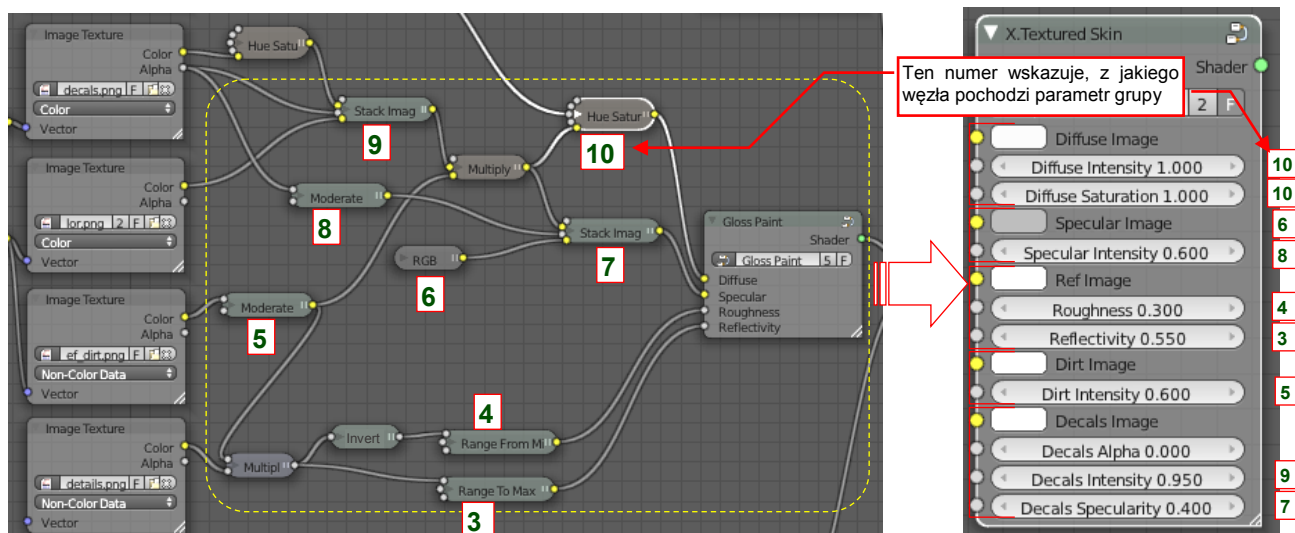 Image Texture
Color
Alpha
decals.png F
Color
Vector
Hue Satu
Stack Imag
9
Hue Satur
10
Multiply
Image Texture
Color
Alpha
lor.png 2 F
Color
Vector
Moderate
8
RGB
6
Stack Imag
7
Gloss Paint
Shader
Gloss Paint 5 F
Diffuse
Specular
Roughness
Reflectivity
Image Texture
Color
Alpha
ef_dirt.png F
Non-Color Data
Vector
Moderate
5
Image Texture
Color
Alpha
details.png F
Non-Color Data
Vector
Multipl
Invert
4
Range From Mi
Range To Max
3
Ten numer wskazuje, z jakiego
węzła pochodzi parametr grupy
X.Textured Skin
Shader
2 F
Diffuse Image
Diffuse Intensity 1.000 10
Diffuse Saturation 1.000 10
Specular Image 6
Specular Intensity 0.600 8
Ref Image
Roughness 0.300 4
Reflectivity 0.550 3
Dirt Image
Dirt Intensity 0.600 5
Decals Image
Decals Alpha 0.000
Decals Intensity 0.950 9
Decals Specularity 0.400 7